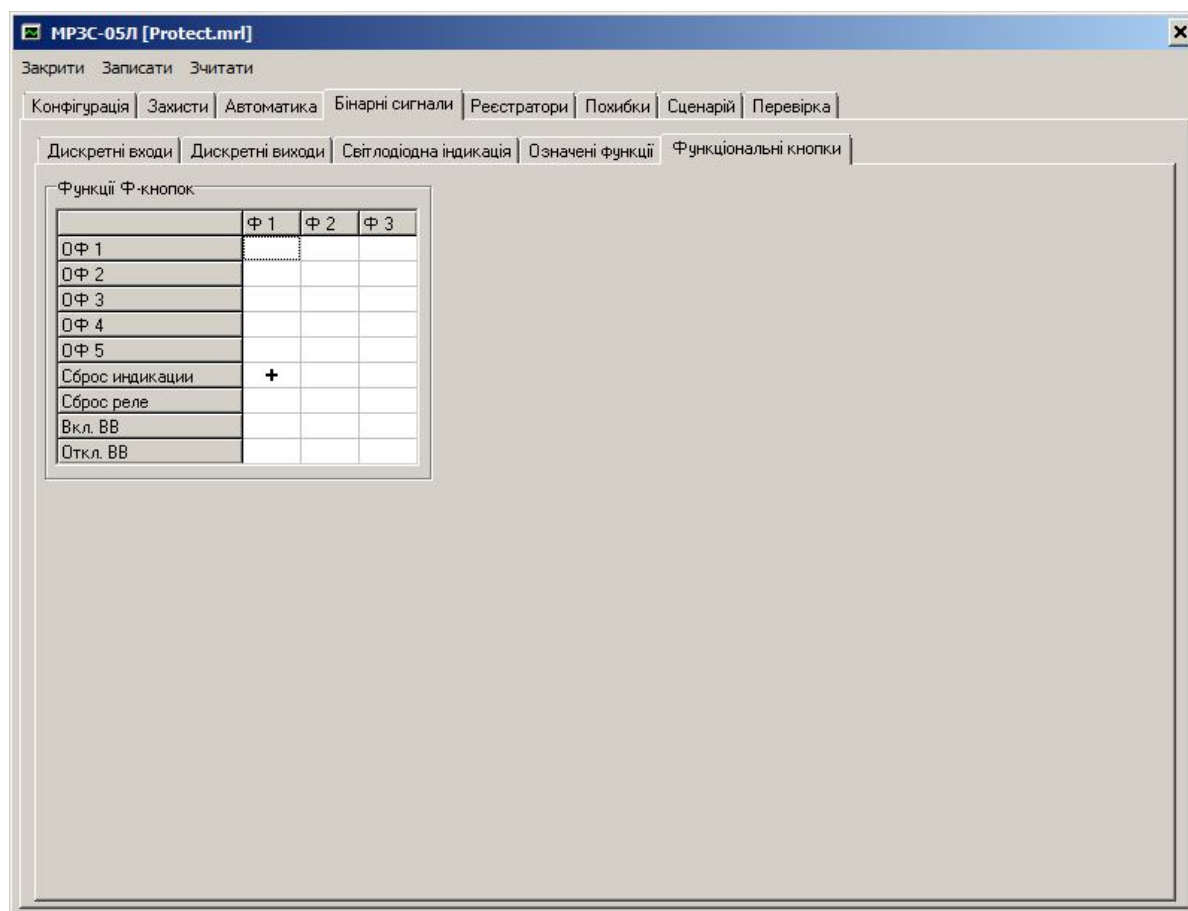 МРЗС-05Л [Protect.mrl]
Закрити Записати Зчитати
Конфігурація Захисти Автоматика Бінарні сигнали Реєстратори Похибки Сценарій Перевірка
Дискретні входи Дискретні виходи Світлодіодна індикація Означені функції Функціональні кнопки
Функції Ф-кнопок
Ф 1 Ф 2 Ф 3
ОФ 1
ОФ 2
ОФ 3
ОФ 4
ОФ 5
Сброс индикации +
Сброс реле
Вкл. ВВ
Откл. ВВ